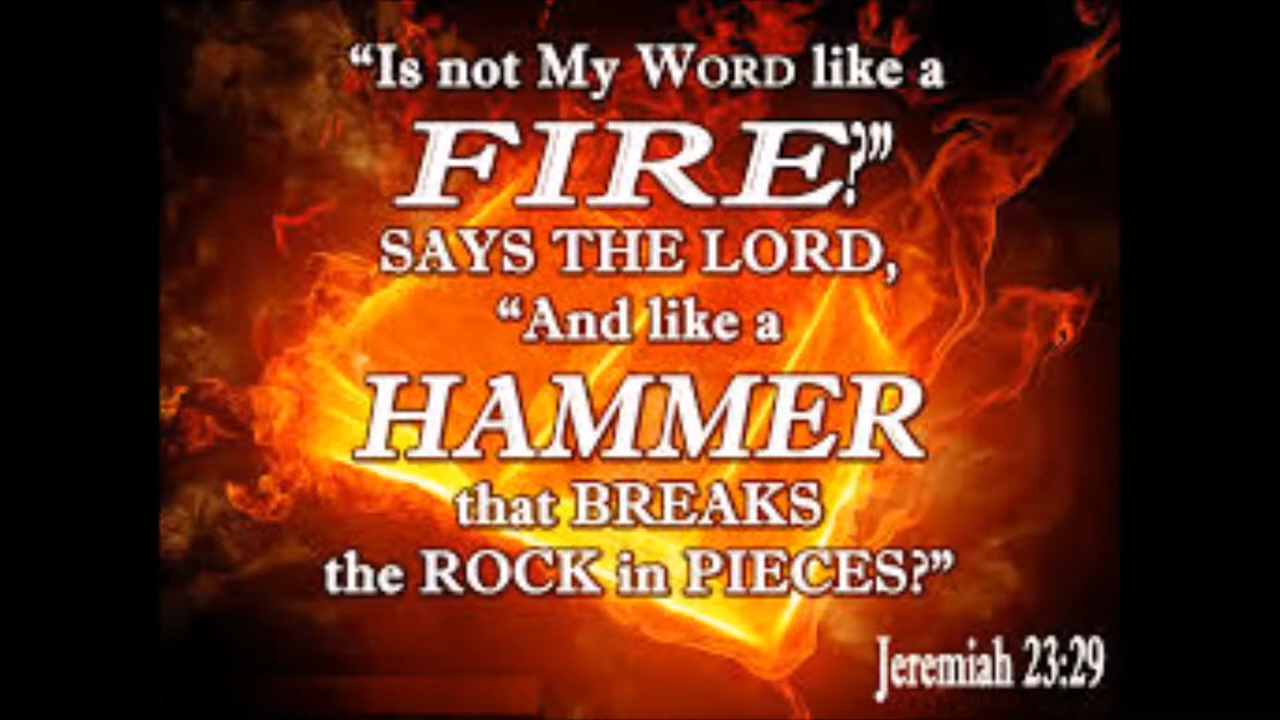 “Is not My WORD like a
FIRE?”
SAYS THE LORD,
“And like a
HAMMER
that BREAKS
the ROCK in PIECES?”
Jeremiah 23:29